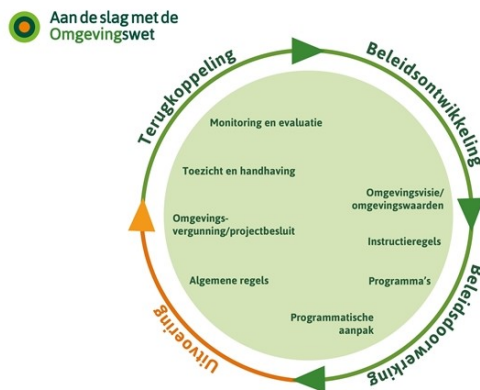 Aan de slag met de
Omgevingswet
Terugkoppeling
Beleidsontwikkeling
Monitoring en evaluatie
Toezicht en handhaving
Omgevingsvisie/
omgevingswaarden
Omgevings-
vergunning/projectbesluit
Instructieregels
Algemene regels
Programma's
Programmatische
aanpak
Uitvoering
Beleidsdoorwerking